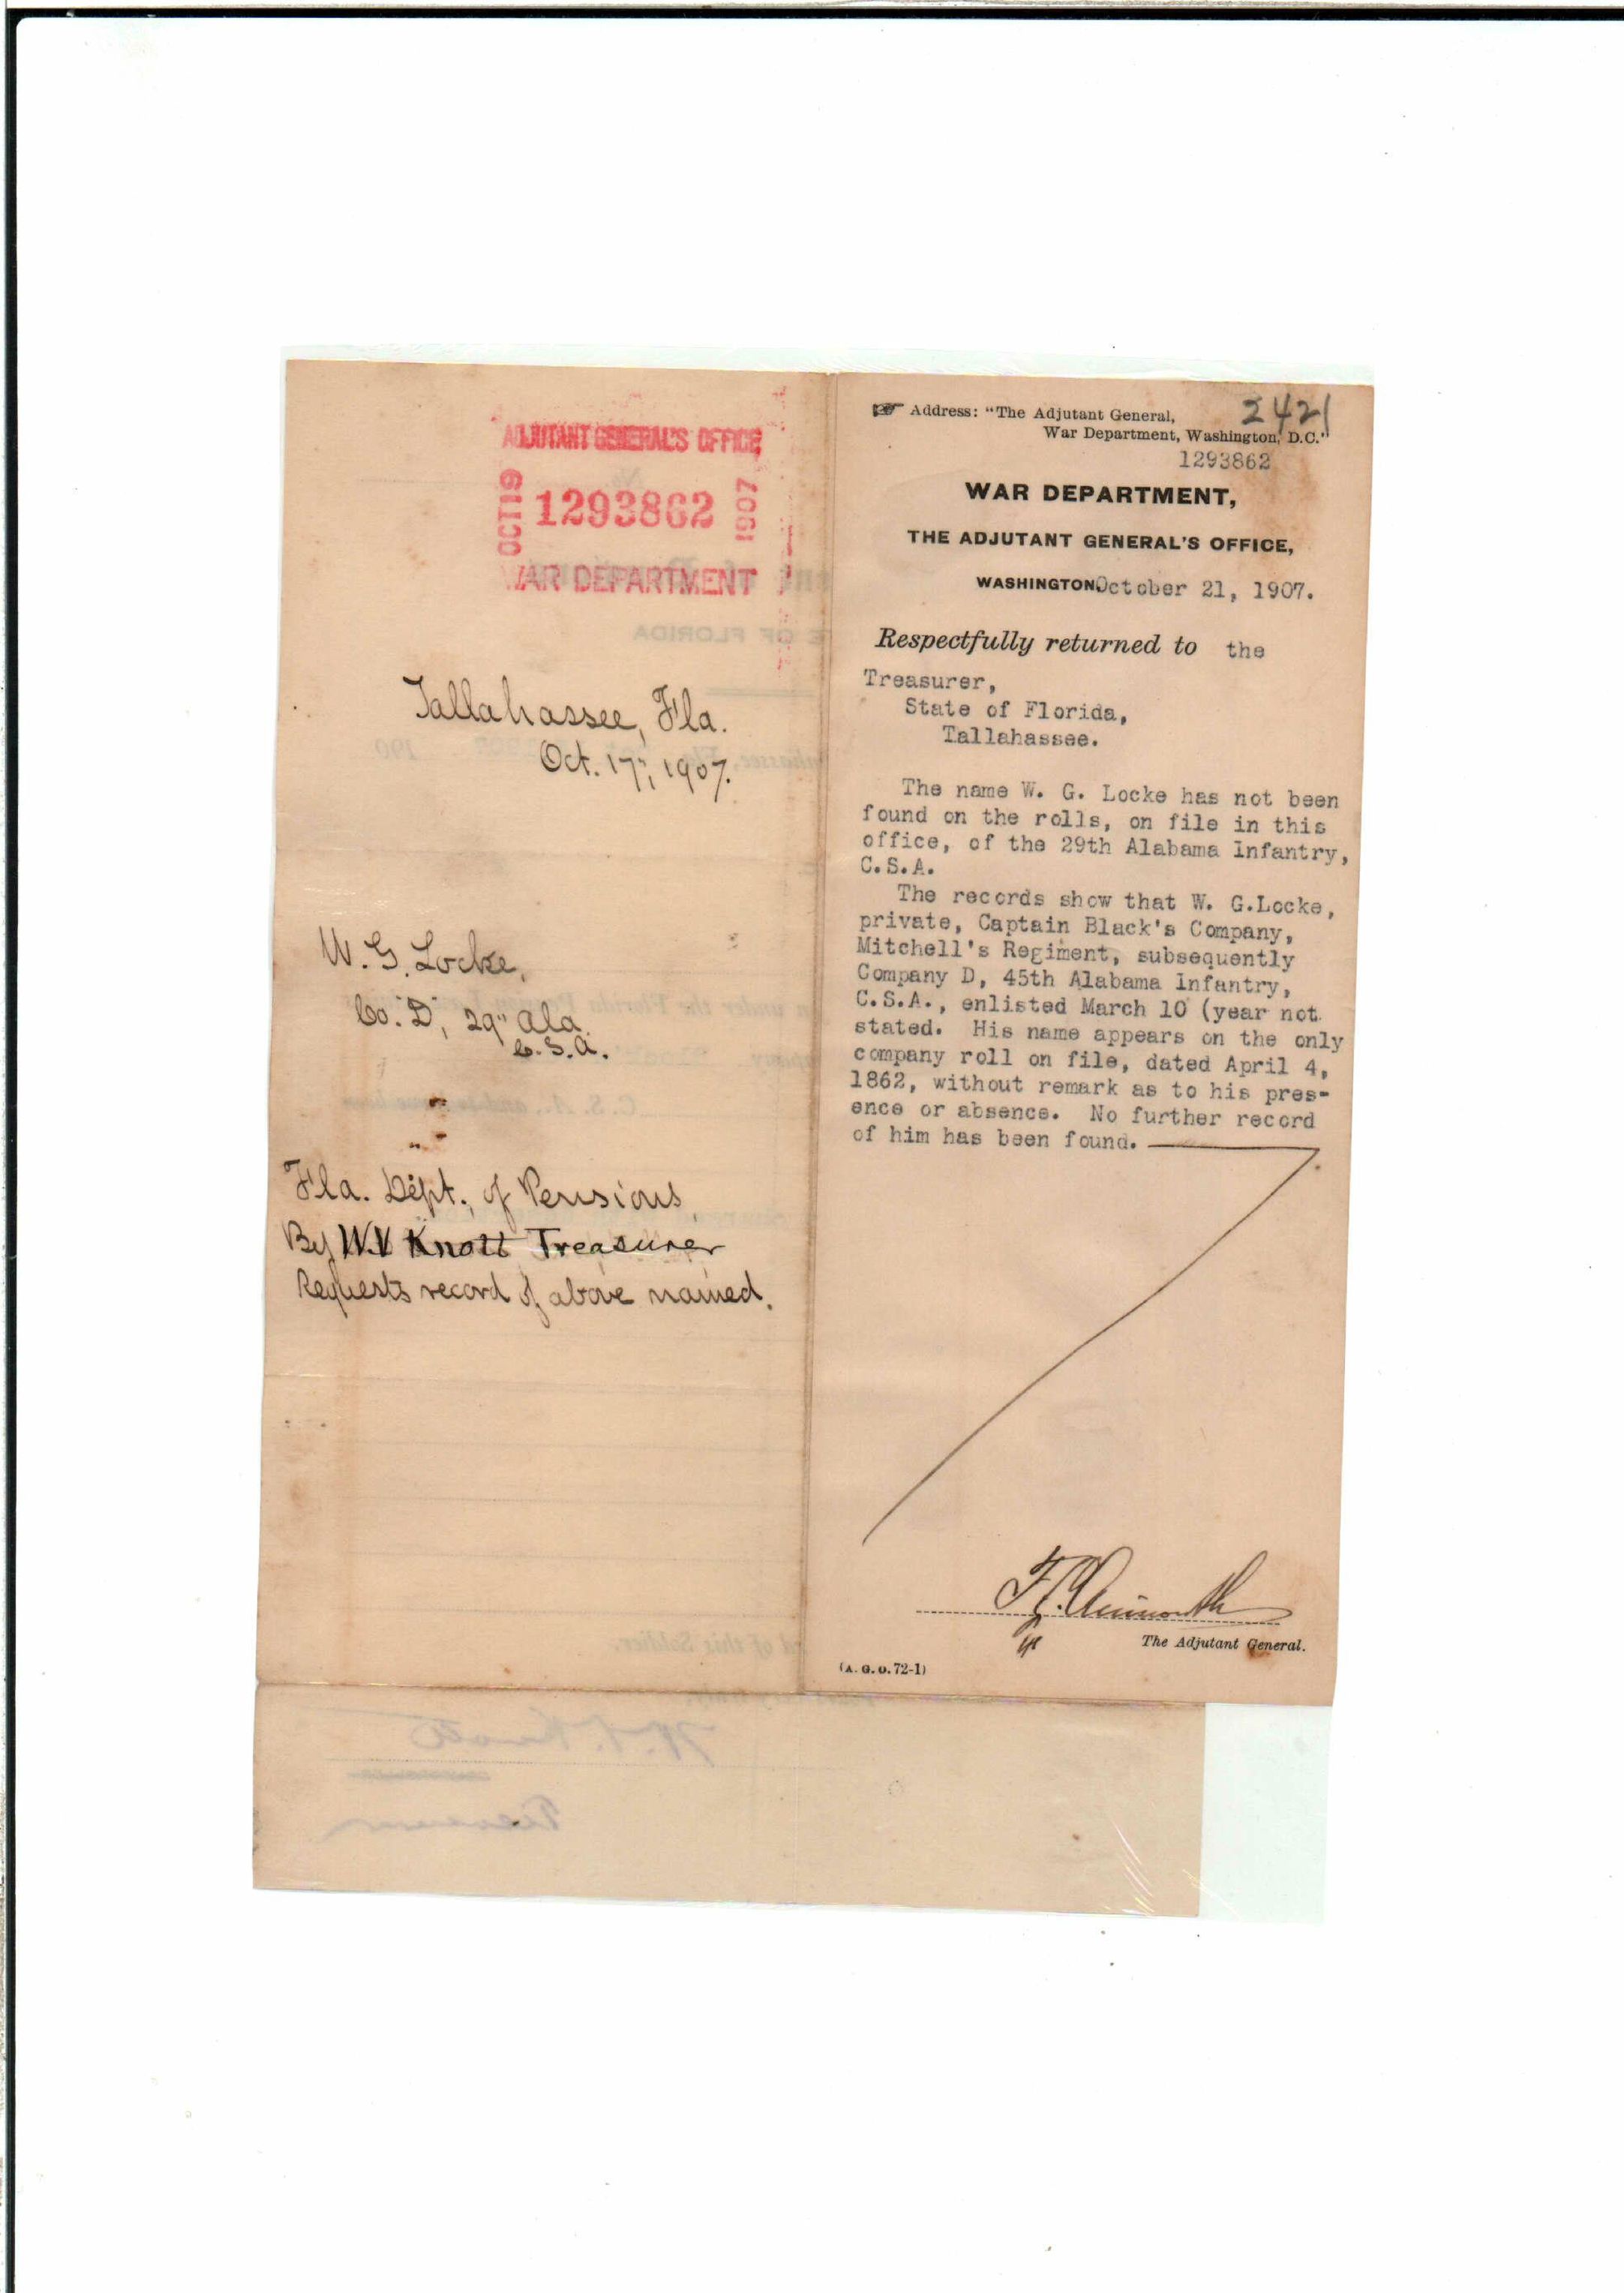 ADJUTANT GENERAL'S OFFICE
OCT 19
1293862
1907
WAR DEPARTMENT
Tallahassee, Fla.
Oct. 17", 1907.
W. G. Locke,
Co. "D", 29" Ala.
C. S. A.
Fla. Dept. of Pensions,
By W.V Knott Treasurer
Requests record of above named.
2421
☞ Address: "The Adjutant General,
War Department, Washington, D.C."
1293862
WAR DEPARTMENT,
THE ADJUTANT GENERAL'S OFFICE,
WASHINGTON, October 21, 1907.
Respectfully returned to the
Treasurer,
State of Florida,
Tallahassee.
The name W. G. Locke has not been
found on the rolls, on file in this
office, of the 29th Alabama Infantry,
C.S.A.
The records show that W. G.Locke,
private, Captain Black's Company,
Mitchell's Regiment, subsequently
Company D, 45th Alabama Infantry,
C.S.A., enlisted March 10 (year not
stated. His name appears on the only
company roll on file, dated April 4,
1862, without remark as to his pres-
ence or absence. No further record
of him has been found.
F. C. Ainsworth
The Adjutant General.
(A. G. O. 72-1)